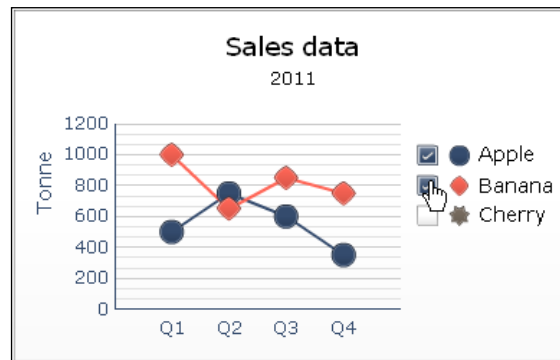 Sales data
2011
Tonne
1200
1000
800
600
400
200
0
Q1 Q2 Q3 Q4
Apple
Banana
Cherry